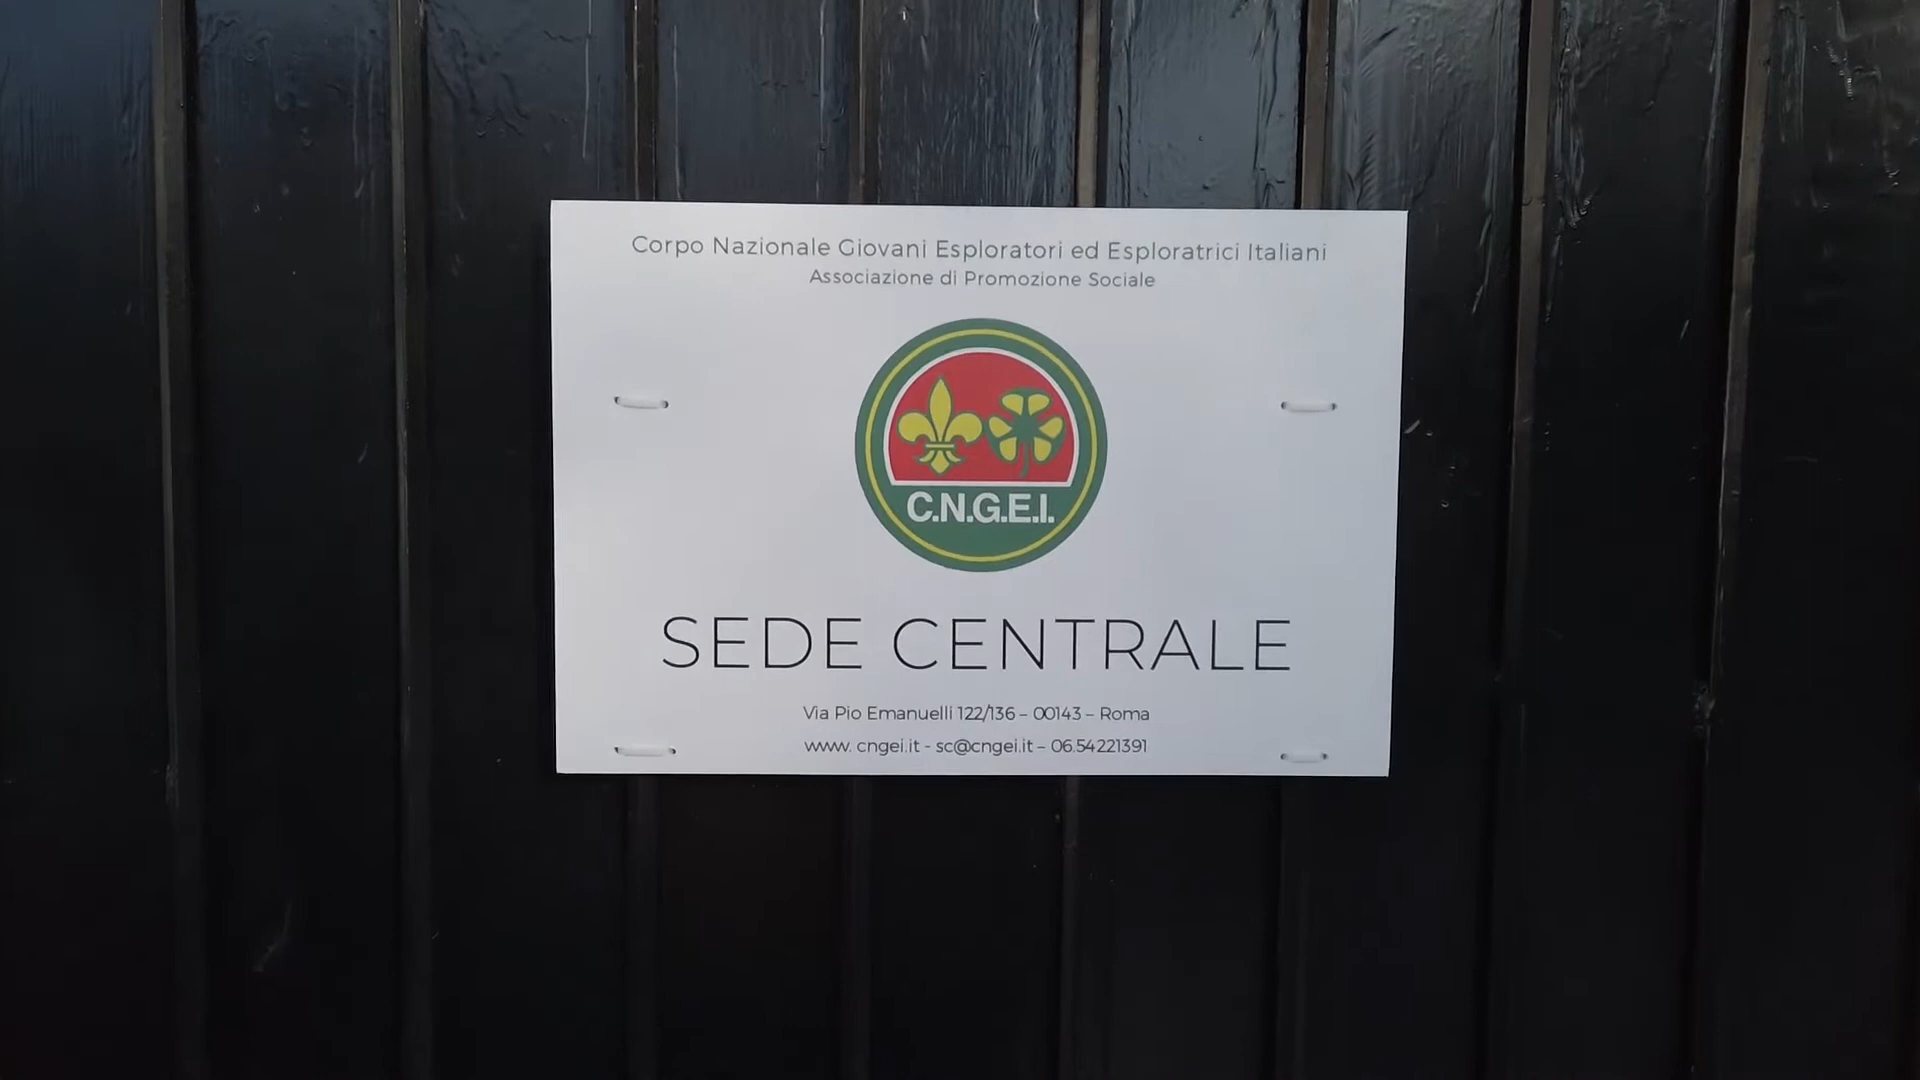 Corpo Nazionale Giovani Esploratori ed Esploratrici Italiani
Associazione di Promozione Sociale
C.N.G.E.I.
SEDE CENTRALE
Via Pio Emanuelli 122/136 – 00143 – Roma
www. cngei.it - sc@cngei.it – 06.54221391